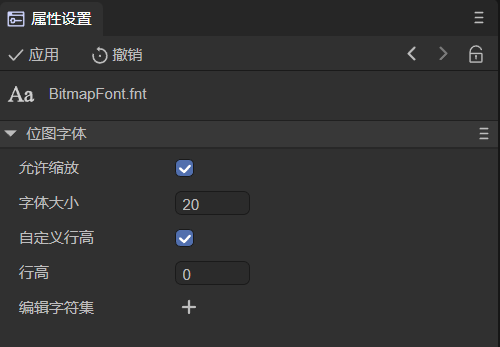 属性设置
应用 撤销
Aa BitmapFont.fnt
位图字体
允许缩放
字体大小 20
自定义行高
行高 0
编辑字符集